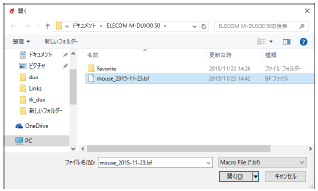 開く
ドキュメント > ELECOM M-DUX30 50 >
ELECOM M-DUX30 50の検索
整理
新しいフォルダー
名前
更新日時
種類
ドキュメント
ピクチャ
dux
Links
tk_dux
新しいフォルダー
OneDrive
PC
Favorite
2015/11/23 14:26
ファイル フォルダー
mouse_2015-11-23.bf
2015/11/23 14:42
BF ファイル
ファイル名(N):
mouse_2015-11-23.bf
Macro File (*.bf)
開く(O)
キャンセル